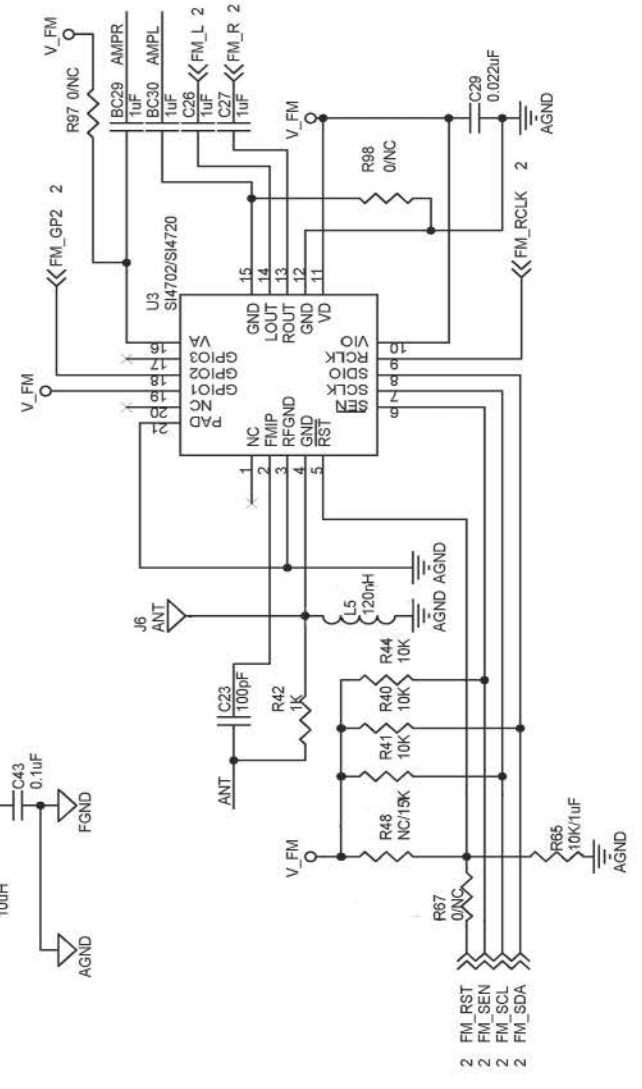 V_FM
R97 0/NC
BC29
1uF
AMPR
BC30
1uF
AMPL
C26
1uF
FM_L 2
C27
1uF
FM_R 2
FM_GP2 2
V_FM
U3
SI4702/SI4720
V_FM
R98
0/NC
C29
0.022uF
AGND
FM_RCLK 2
15
14
13
12
11
GND
LOUT
ROUT
GND
VD
16
17
18
19
20
21
VA
GPIO3
GPIO2
GPIO1
NC
PAD
10
9
8
7
6
VIO
RCLK
SDIO
SCLK
SEN
NC
FMIP
RFGND
GND
RST
1
2
3
4
5
J6
ANT
L5
120nH
AGND
AGND
C23
100pF
R42
1K
ANT
R44
10K
R40
10K
R41
10K
R48
NC/15K
V_FM
R67
0/NC
R65
10K/1uF
AGND
2 FM_RST
2 FM_SEN
2 FM_SCL
2 FM_SDA
C43
0.1uF
FGND
AGND
10uH